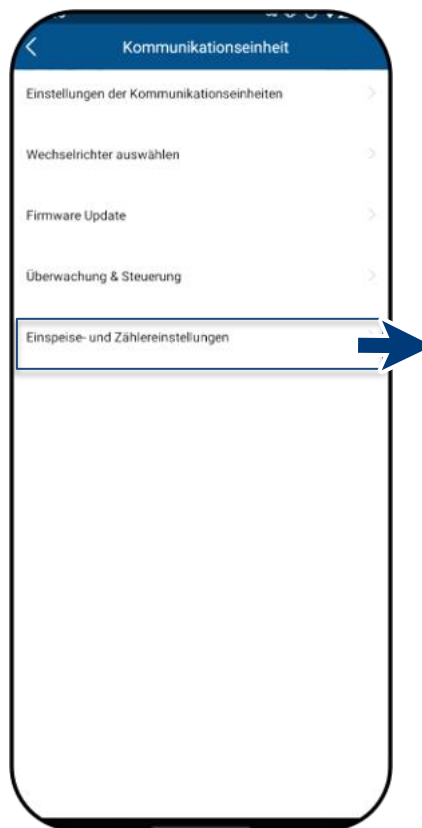 Kommunikationseinheit
Einstellungen der Kommunikationseinheiten
Wechselrichter auswählen
Firmware Update
Überwachung & Steuerung
Einspeise- und Zählereinstellungen